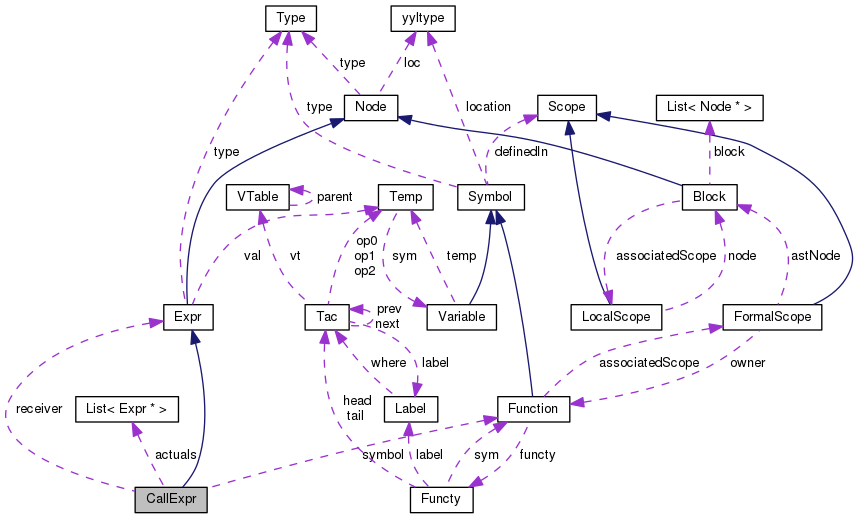 Type
yyltype
type
loc
Node
Scope
List< Node * >
type
location
type
definedIn
block
VTable
parent
Temp
Symbol
Block
val
vt
op0
op1
op2
sym
temp
associatedScope
node
astNode
Expr
Tac
prev
next
Variable
LocalScope
FormalScope
where
label
associatedScope
owner
receiver
List< Expr * >
head
tail
Label
Function
actuals
symbol
label
sym
functy
CallExpr
Functy